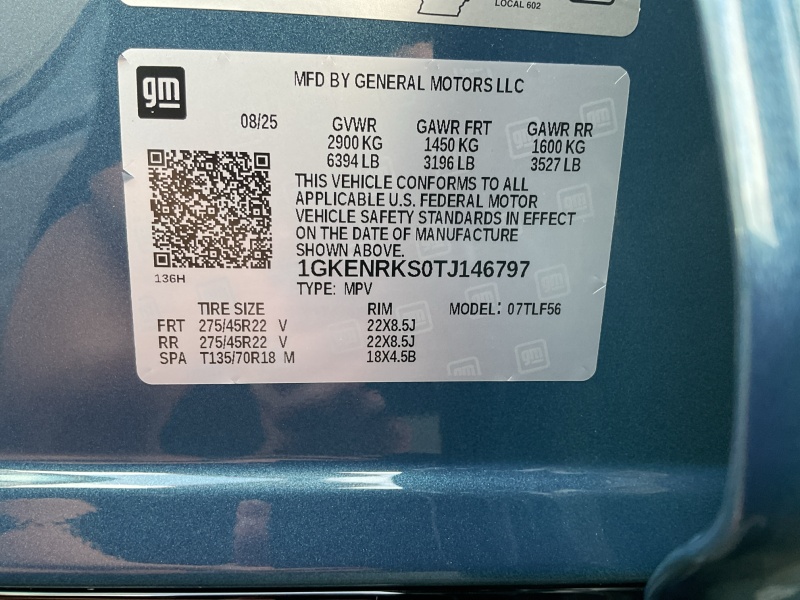 LOCAL 602
gm
MFD BY GENERAL MOTORS LLC
08/25
GVWR GAWR FRT GAWR RR
2900 KG 1450 KG 1600 KG
6394 LB 3196 LB 3527 LB
THIS VEHICLE CONFORMS TO ALL
APPLICABLE U.S. FEDERAL MOTOR
VEHICLE SAFETY STANDARDS IN EFFECT
ON THE DATE OF MANUFACTURE
SHOWN ABOVE.
1GKENRKS0TJ146797
136H
TYPE: MPV
TIRE SIZE RIM MODEL: 07TLF56
FRT 275/45R22 V 22X8.5J
RR 275/45R22 V 22X8.5J
SPA T135/70R18 M 18X4.5B